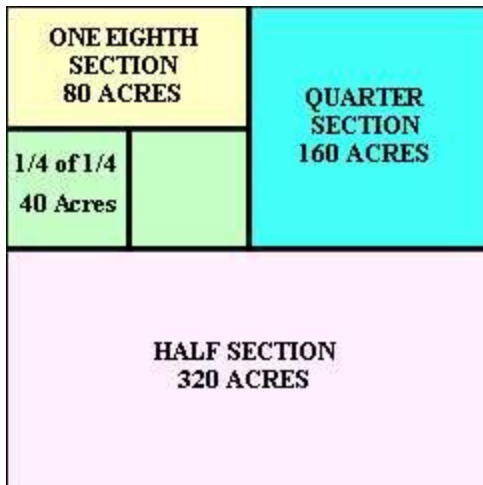 ONE EIGHTH
SECTION
80 ACRES
QUARTER
SECTION
160 ACRES
1/4 of 1/4
40 Acres
HALF SECTION
320 ACRES